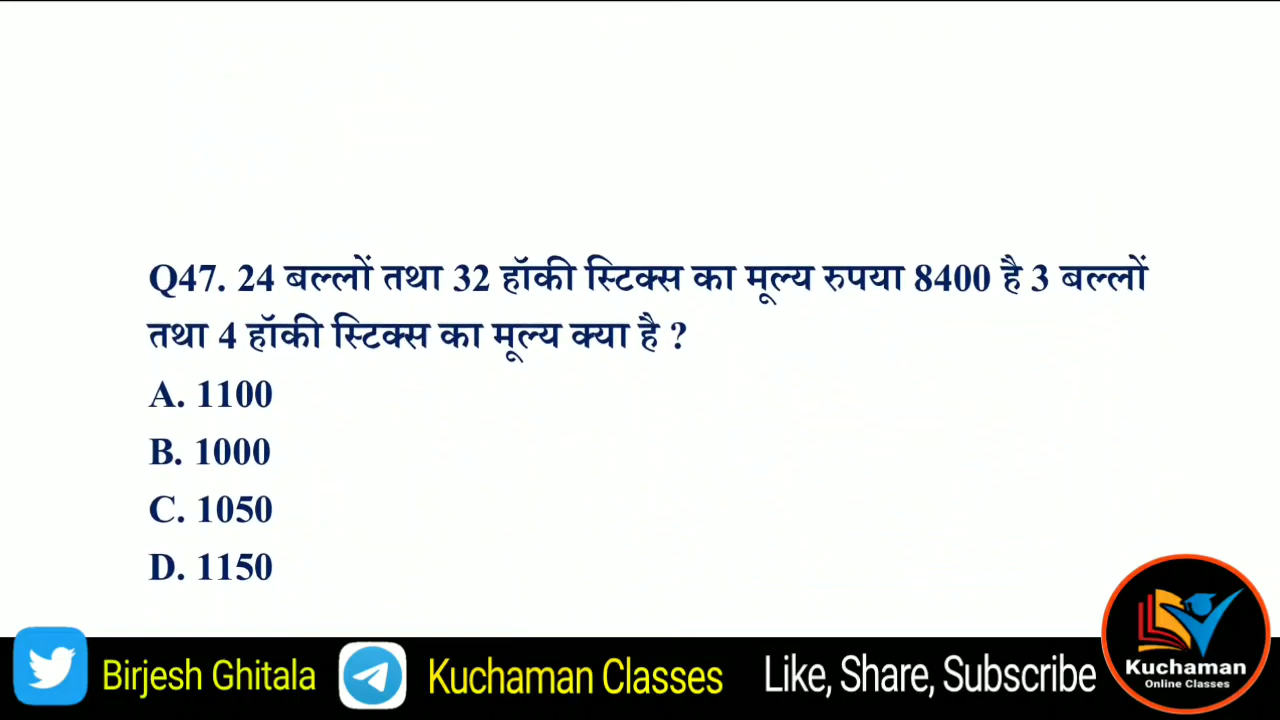 Q47. 24 बल्लों तथा 32 हॉकी स्टिक्स का मूल्य रुपया 8400 है 3 बल्लों
तथा 4 हॉकी स्टिक्स का मूल्य क्या है ?
A. 1100
B. 1000
C. 1050
D. 1150
Birjesh Ghitala
Kuchaman Classes
Like, Share, Subscribe
Kuchaman
Online Classes